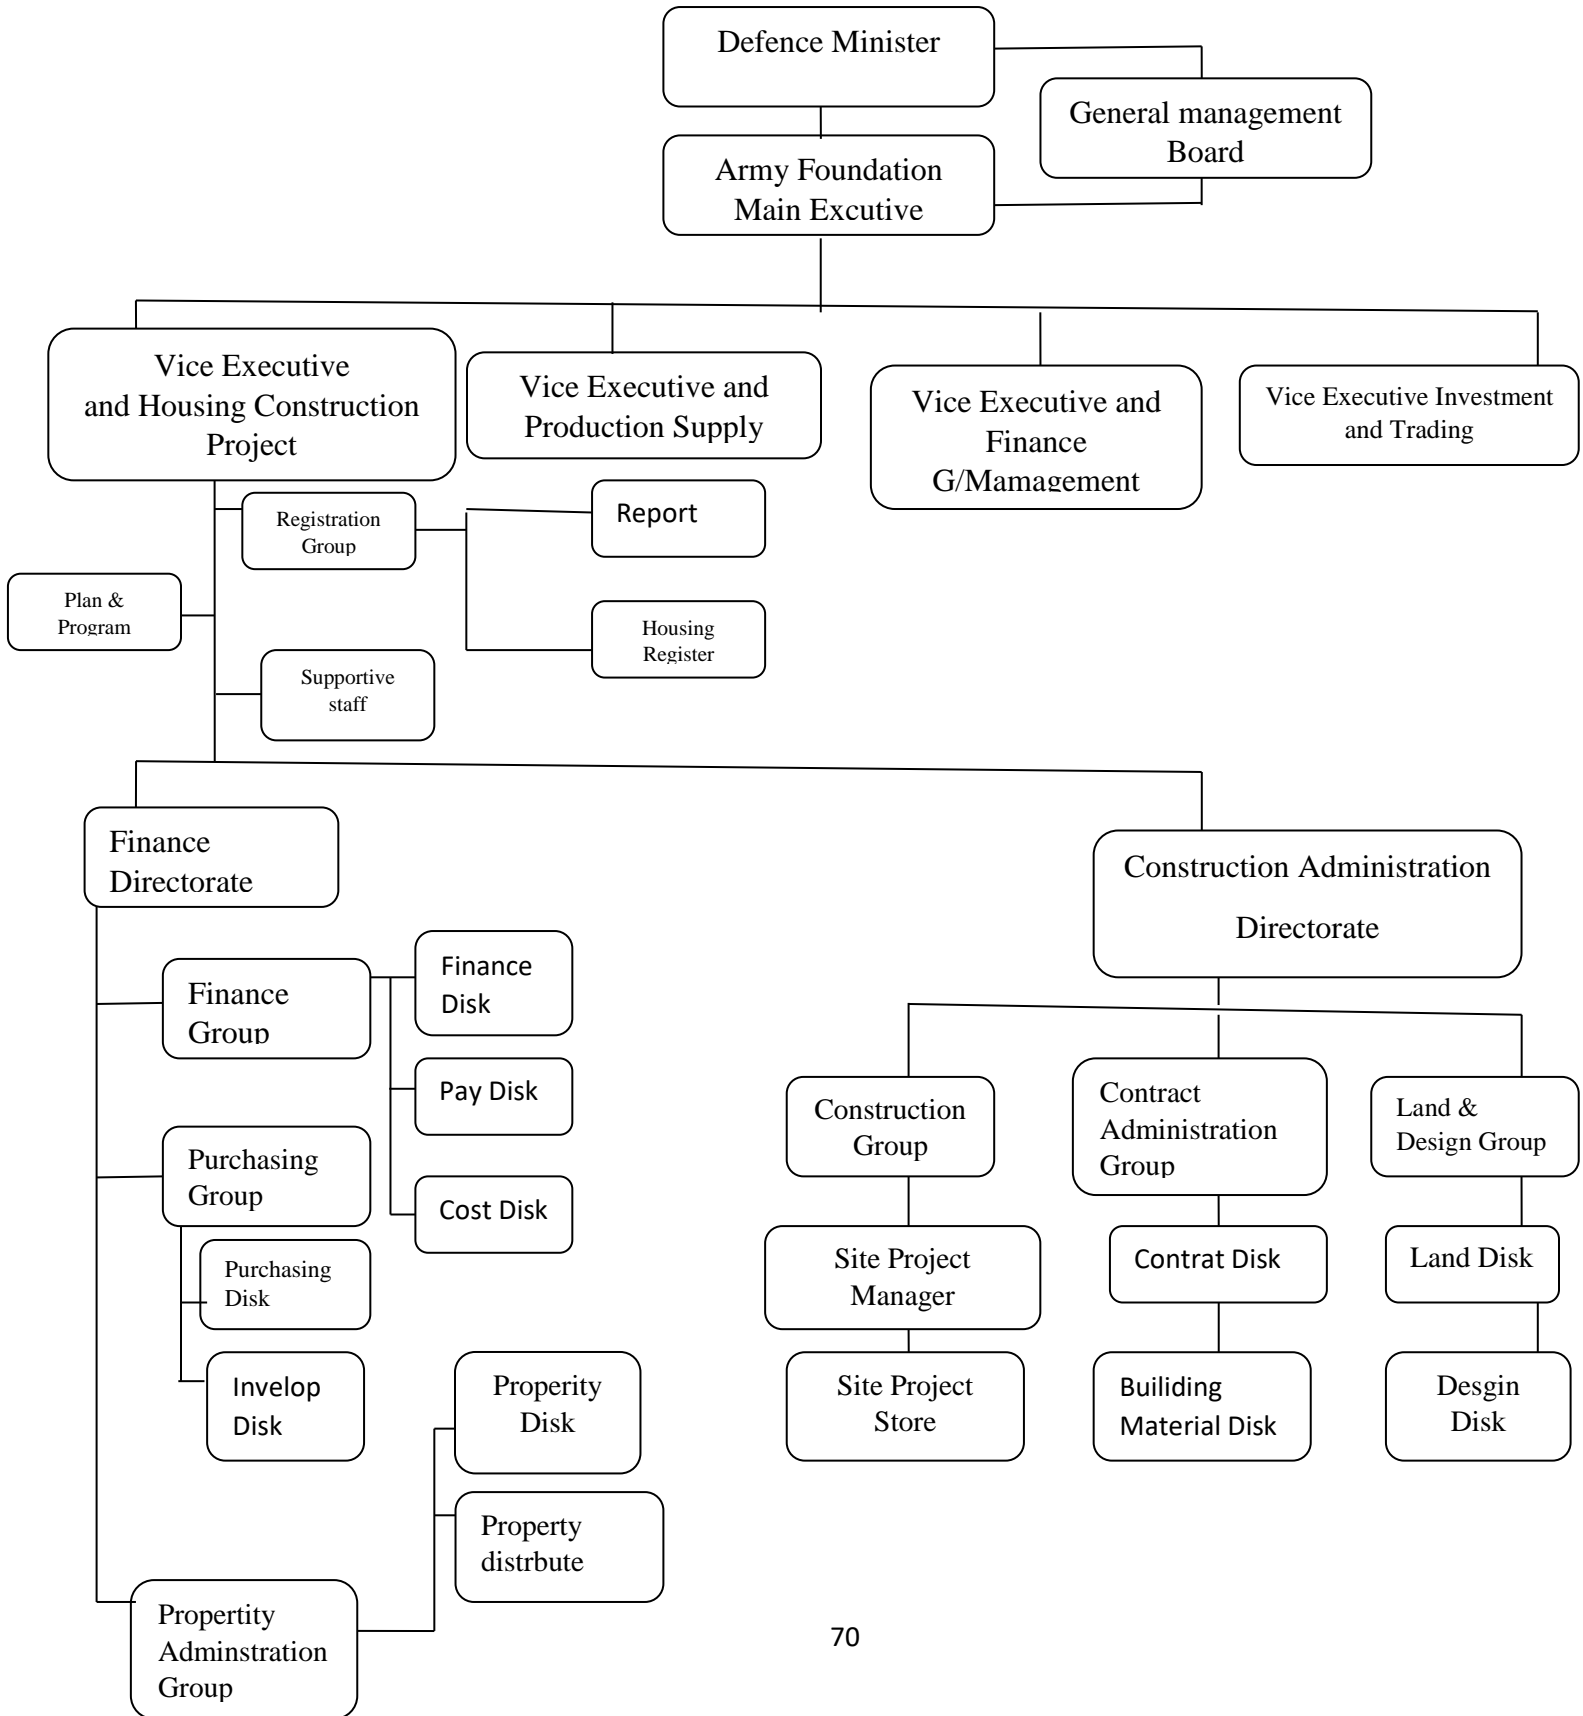 Defence Minister
General management
Board
Army Foundation
Main Excutive
Vice Executive
and Housing Construction
Project
Vice Executive and
Production Supply
Vice Executive and
Finance
G/Mamagement
Vice Executive Investment
and Trading
Registration
Group
Report
Plan &
Program
Housing
Register
Supportive
staff
Finance
Directorate
Construction Administration
Directorate
Finance
Group
Finance
Disk
Pay Disk
Cost Disk
Purchasing
Group
Purchasing
Disk
Invelop
Disk
Properity
Disk
Property
distrbute
Propertity
Adminstration
Group
Construction
Group
Contract
Administration
Group
Land &
Design Group
Site Project
Manager
Contrat Disk
Land Disk
Site Project
Store
Builiding
Material Disk
Desgin
Disk
70